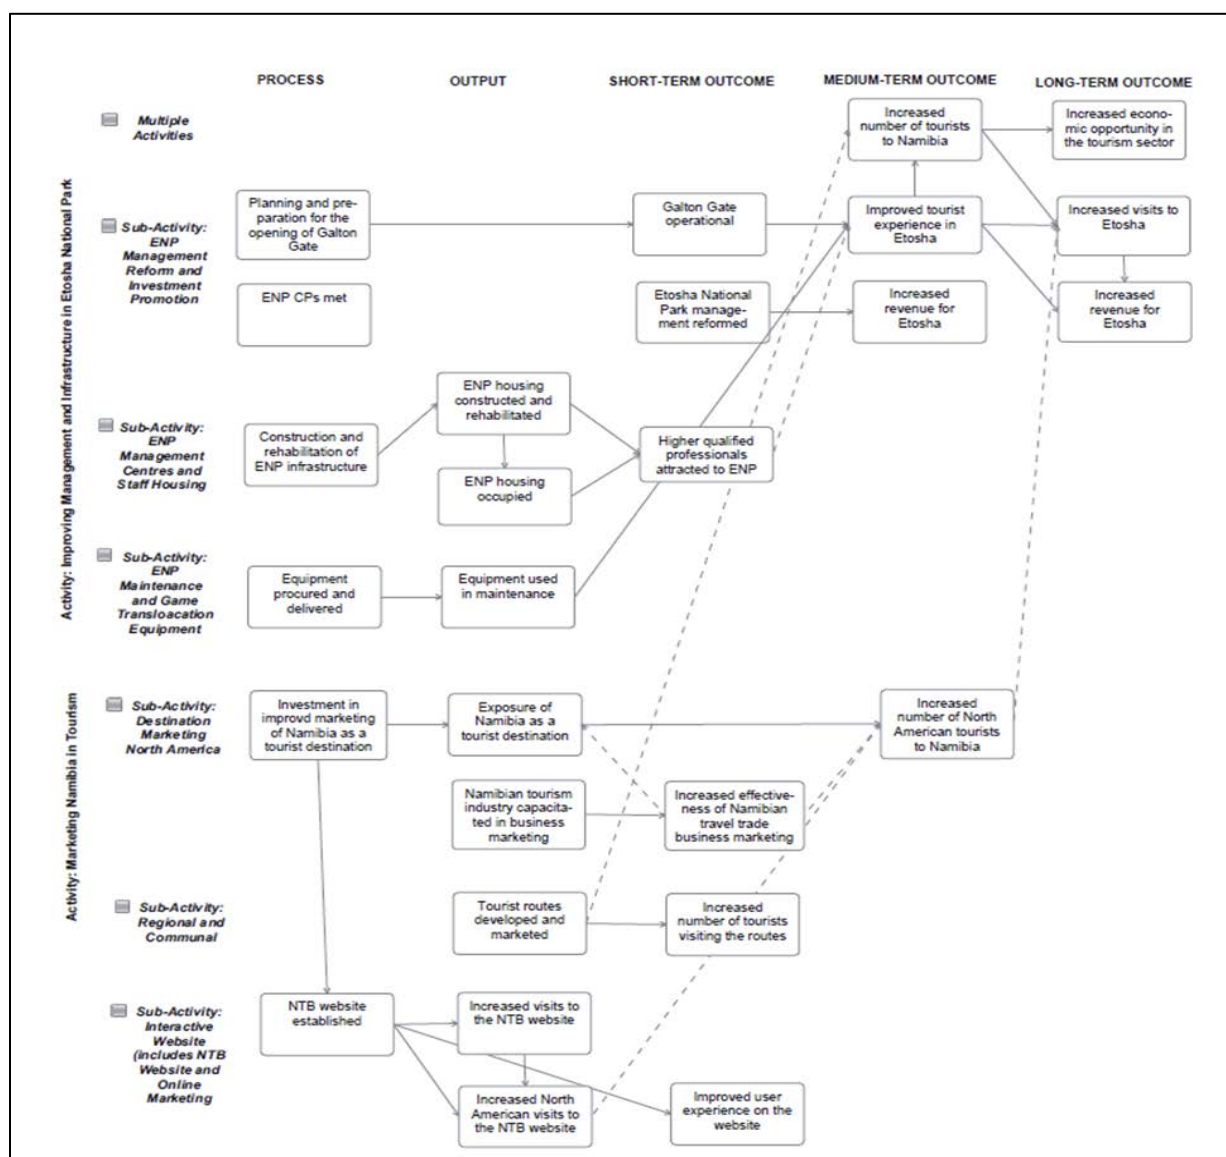 PROCESS
OUTPUT
SHORT-TERM OUTCOME
MEDIUM-TERM OUTCOME
LONG-TERM OUTCOME
Activity: Improving Management and Infrastructure in Etosha National Park
Multiple
Activities
Increased
number of tourists
to Namibia
Increased econo-
mic opportunity in
the tourism sector
Sub-Activity:
ENP
Management
Reform and
Investment
Promotion
Planning and pre-
paration for the
opening of Galton
Gate
Galton Gate
operational
Improved tourist
experience in
Etosha
Increased visits to
Etosha
ENP CPs met
Etosha National
Park manage-
ment reformed
Increased
revenue for
Etosha
Increased
revenue for
Etosha
Sub-Activity:
ENP
Management
Centres and
Staff Housing
Construction and
rehabilitation of
ENP infrastructure
ENP housing
constructed and
rehabilitated
ENP housing
occupied
Higher qualified
professionals
attracted to ENP
Sub-Activity:
ENP
Maintenance
and Game
Transloacation
Equipment
Equipment
procured and
delivered
Equipment used
in maintenance
Activity: Marketing Namibia in Tourism
Sub-Activity:
Destination
Marketing
North America
Investment in
improvd marketing
of Namibia as a
tourist destination
Exposure of
Namibia as a
tourist destination
Increased
number of North
American tourists
to Namibia
Namibian tourism
industry capacita-
ted in business
marketing
Increased effective-
ness of Namibian
travel trade
business marketing
Sub-Activity:
Regional and
Communal
Tourist routes
developed and
marketed
Increased
number of tourists
visiting the routes
Sub-Activity:
Interactive
Website
(includes NTB
Website and
Online
Marketing
NTB website
established
Increased visits to
the NTB website
Increased North
American visits to
the NTB website
Improved user
experience on the
website